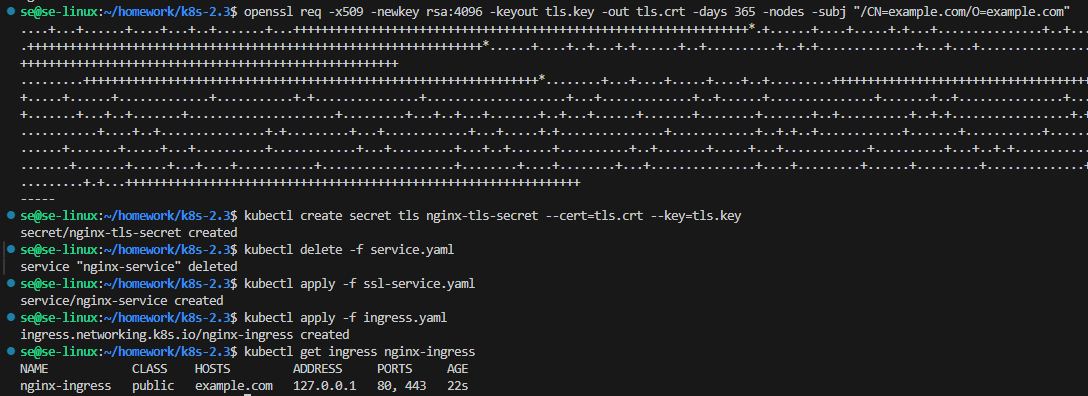 se@se-linux:~/homework/k8s-2.3$ openssl req -x509 -newkey rsa:4096 -keyout tls.key -out tls.crt -days 365 -nodes -subj "/CN=example.com/O=example.com"
-----
se@se-linux:~/homework/k8s-2.3$ kubectl create secret tls nginx-tls-secret --cert=tls.crt --key=tls.key
secret/nginx-tls-secret created
se@se-linux:~/homework/k8s-2.3$ kubectl delete -f service.yaml
service "nginx-service" deleted
se@se-linux:~/homework/k8s-2.3$ kubectl apply -f ssl-service.yaml
service/nginx-service created
se@se-linux:~/homework/k8s-2.3$ kubectl apply -f ingress.yaml
ingress.networking.k8s.io/nginx-ingress created
se@se-linux:~/homework/k8s-2.3$ kubectl get ingress nginx-ingress
NAME CLASS HOSTS ADDRESS PORTS AGE
nginx-ingress public example.com 127.0.0.1 80, 443 22s